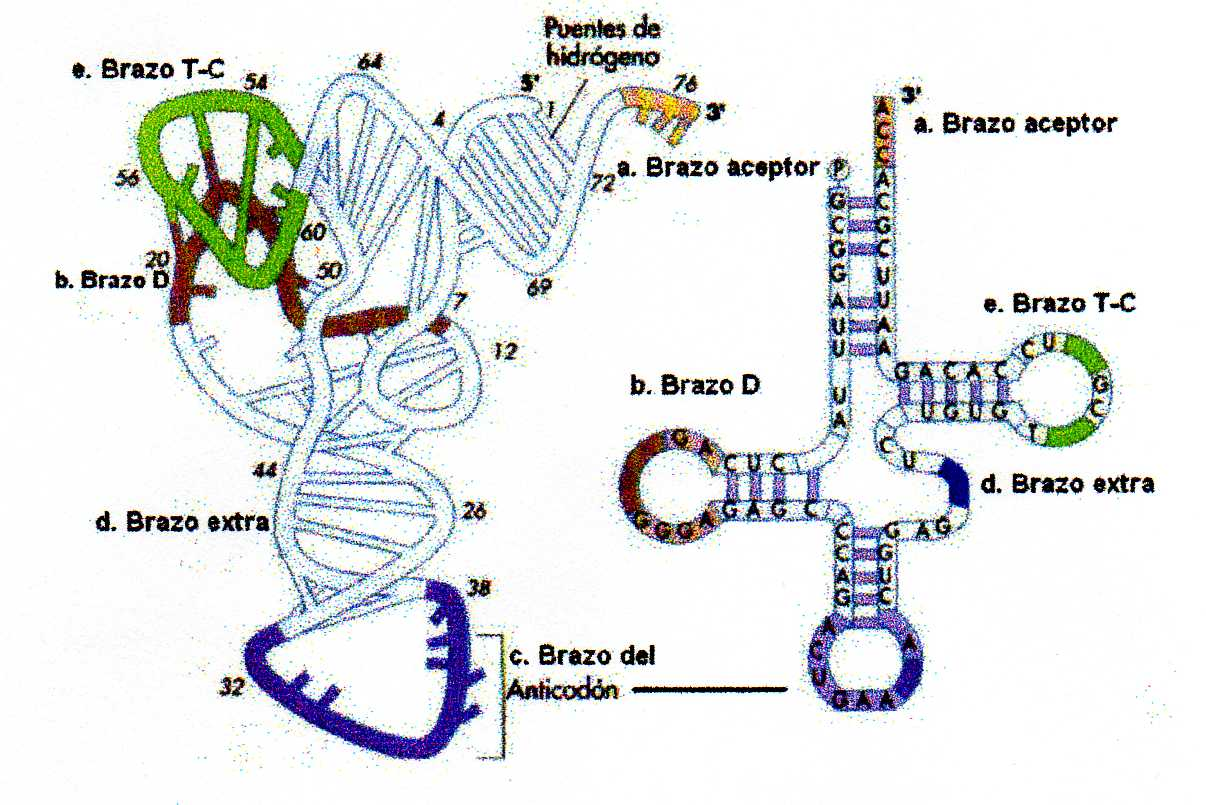 Puentes de
hidrógeno
e. Brazo T-C
54
64
5'
1
76
3'
4
56
72
a. Brazo aceptor
20
b. Brazo D
60
50
69
7
12
44
d. Brazo extra
26
38
32
c. Brazo del
Anticodón
3'
a. Brazo aceptor
P
A
C
C
A
C
G
C
U
U
A
A
G
C
G
G
A
U
U
U
A
e. Brazo T-C
G A C A C
C U
G
C
T
U G U G
C
U
b. Brazo D
G A
C U C
G G G A
G A G C
d. Brazo extra
G A G
C
C
A
G
G
U
C
A
C
U
G A A
A